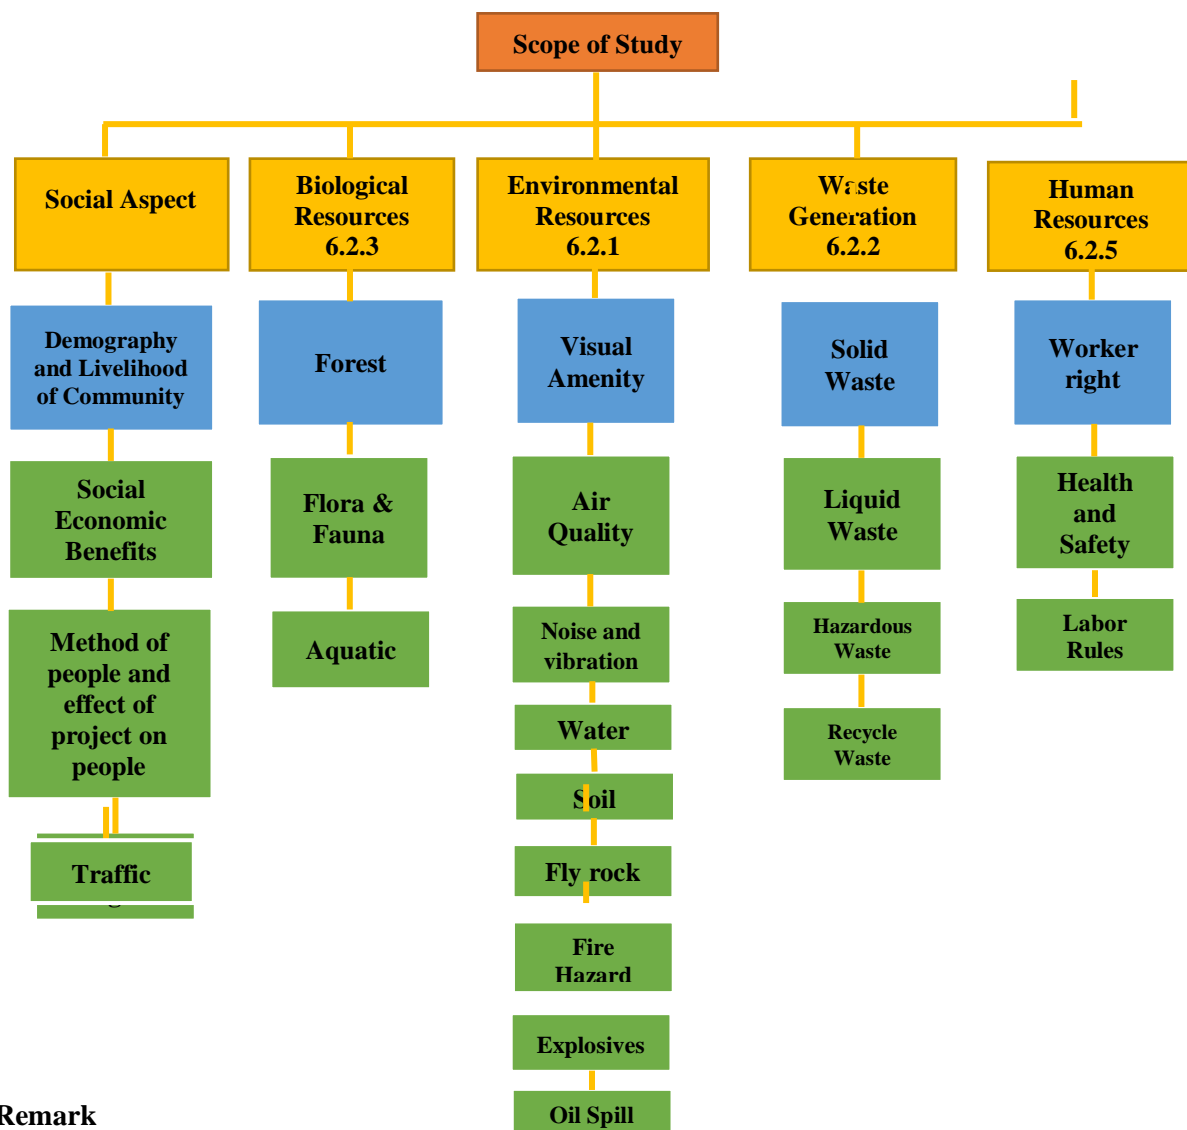 Scope of Study
Social Aspect
Biological
Resources
6.2.3
Environmental
Resources
6.2.1
Waste
Generation
6.2.2
Human
Resources
6.2.5
Demography
and Livelihood
of Community
Forest
Visual
Amenity
Solid
Waste
Worker
right
Social
Economic
Benefits
Flora &
Fauna
Air
Quality
Liquid
Waste
Health
and
Safety
Method of
people and
effect of
project on
people
Aquatic
Noise and
vibration
Hazardous
Waste
Labor
Rules
Water
Recycle
Waste
Soil
Traffic
Fly rock
Fire
Hazard
Explosives
Oil Spill
Remark